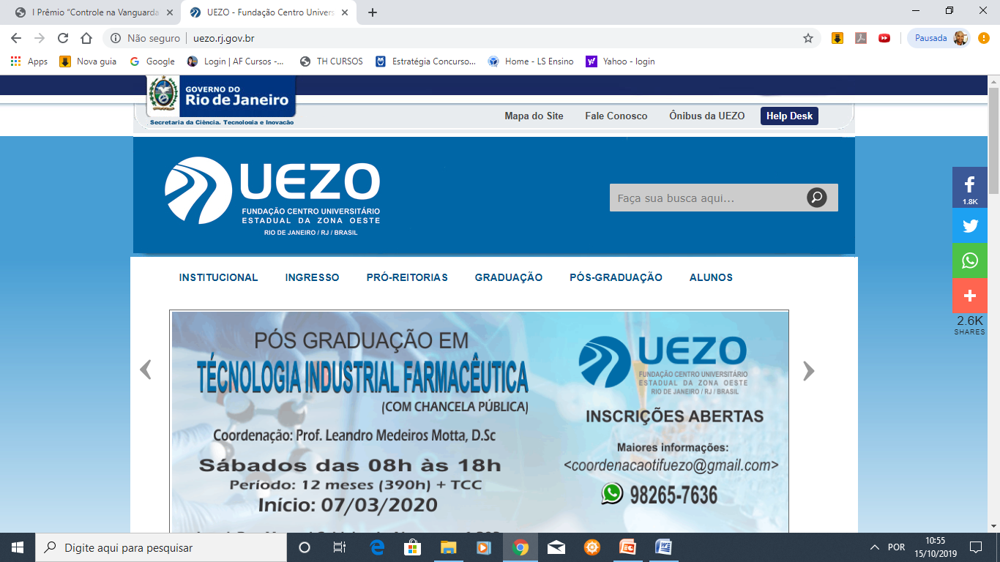 I Prêmio “Controle na Vanguarda
UEZO - Fundação Centro Univers
Não seguro
uezo.rj.gov.br
Pausada
Apps
Nova guia
Google
Login | AF Cursos -...
TH CURSOS
Estratégia Concurso...
Home - LS Ensino
Yahoo - login
GOVERNO DO
Rio de Janeiro
Secretaria da Ciência, Tecnologia e Inovação
Mapa do Site
Fale Conosco
Ônibus da UEZO
Help Desk
UEZO
FUNDAÇÃO CENTRO UNIVERSITÁRIO
ESTADUAL DA ZONA OESTE
RIO DE JANEIRO / RJ / BRASIL
Faça sua busca aqui...
1.8K
2.6K
SHARES
INSTITUCIONAL
INGRESSO
PRÓ-REITORIAS
GRADUAÇÃO
PÓS-GRADUAÇÃO
ALUNOS
PÓS GRADUAÇÃO EM
TÉCNOLOGIA INDUSTRIAL FARMACÊUTICA
(COM CHANCELA PÚBLICA)
Coordenação: Prof. Leandro Medeiros Motta, D.Sc
Sábados das 08h às 18h
Período: 12 meses (390h) + TCC
Início: 07/03/2020
UEZO
FUNDAÇÃO CENTRO UNIVERSITÁRIO
ESTADUAL DA ZONA OESTE
RIO DE JANEIRO / RJ / BRASIL
INSCRIÇÕES ABERTAS
Maiores informações:
<coordenacaotifuezo@gmail.com>
98265-7636
Digite aqui para pesquisar
POR
10:55
15/10/2019